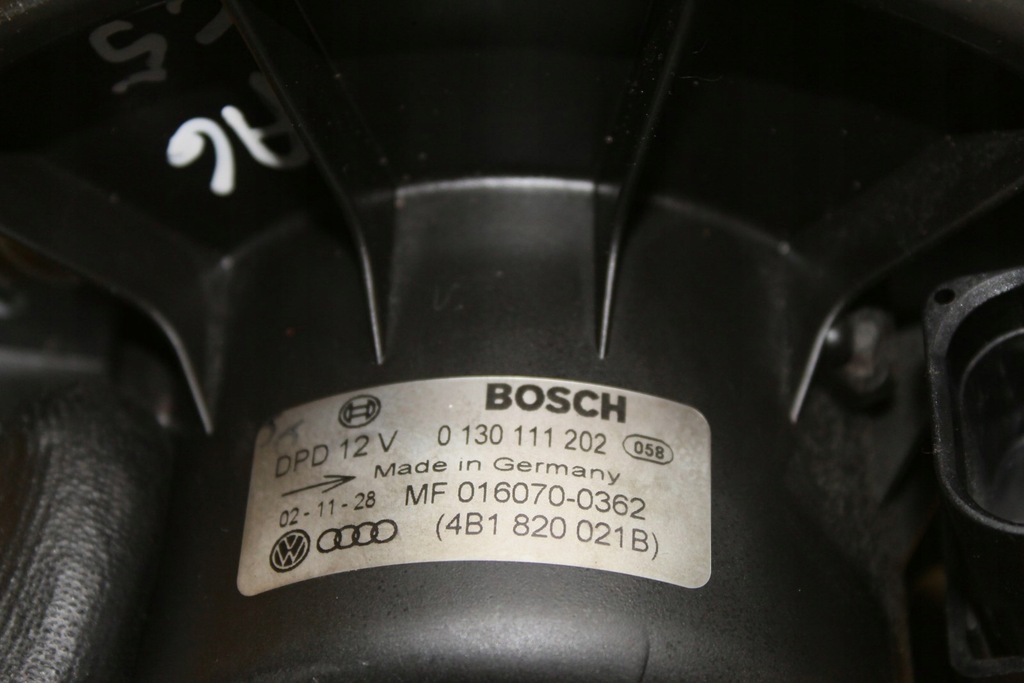 A6
BOSCH
DPD 12 V 0 130 111 202 058
Made in Germany
02-11-28 MF 016070-0362
(4B1 820 021B)